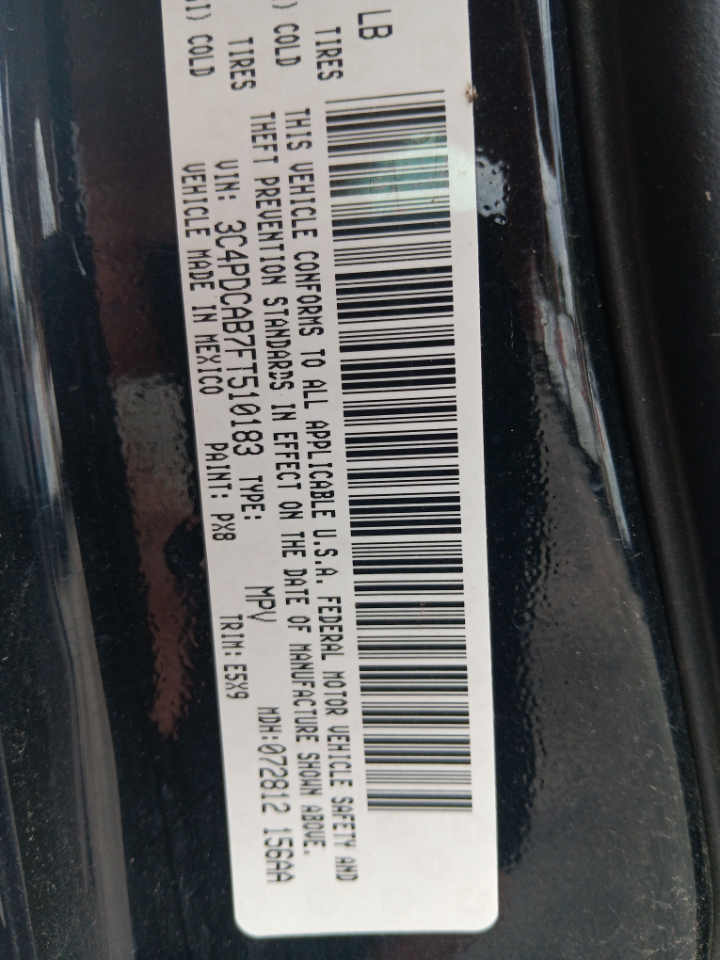 LB
TIRES
) COLD
TIRES
I) COLD
THIS VEHICLE CONFORMS TO ALL APPLICABLE U.S.A. FEDERAL MOTOR VEHICLE SAFETY AND
THEFT PREVENTION STANDARDS IN EFFECT ON THE DATE OF MANUFACTURE SHOWN ABOVE.
VIN: 3C4PDCAB7FT510183 TYPE: MPV MDH:072812 156AA
VEHICLE MADE IN MEXICO PAINT: PX8 TRIM: E5X9